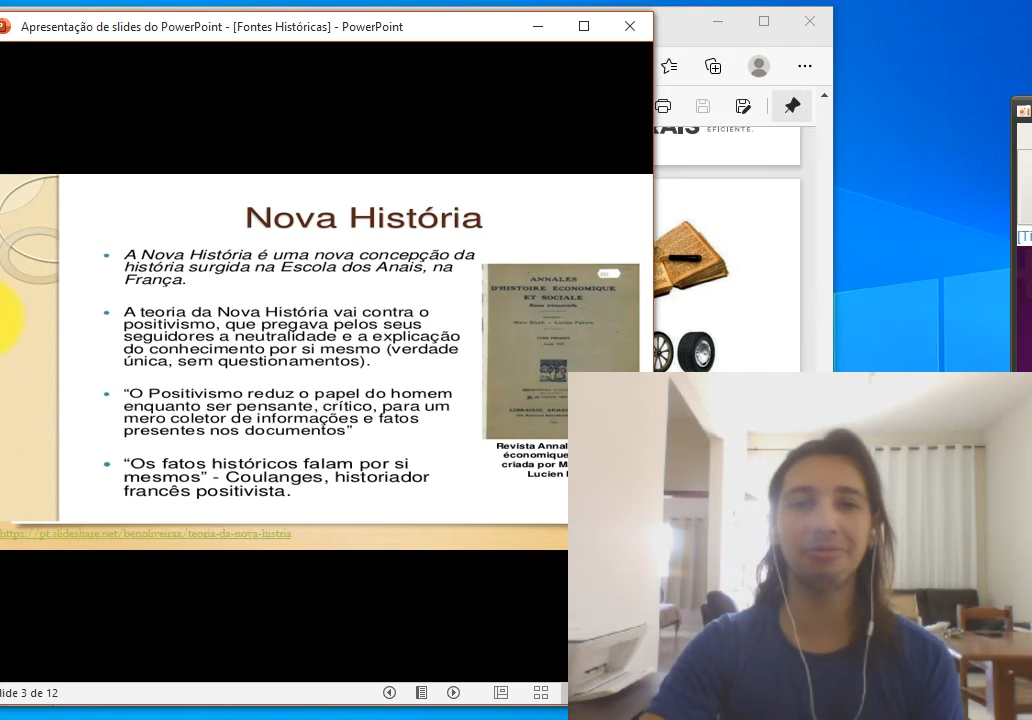 Apresentação de slides do PowerPoint - [Fontes Históricas] - PowerPoint
EFICIENTE.
Nova História
• A Nova História é uma nova concepção da
história surgida na Escola dos Anais, na
França.
• A teoria da Nova História vai contra o
positivismo, que pregava pelos seus
seguidores a neutralidade e a explicação
do conhecimento por si mesmo (verdade
única, sem questionamentos).
• “O Positivismo reduz o papel do homem
enquanto ser pensante, crítico, para um
mero coletor de informações e fatos
presentes nos documentos”
• “Os fatos históricos falam por si
mesmos” - Coulanges, historiador
francês positivista.
ANNALES
D'HISTOIRE ÉCONOMIQUE
ET SOCIALE
Revista Annal
économique
criada por M
Lucien
https://pt.slideshare.net/benoliveiraa/teoria-da-nova-histria
lide 3 de 12
[Ti